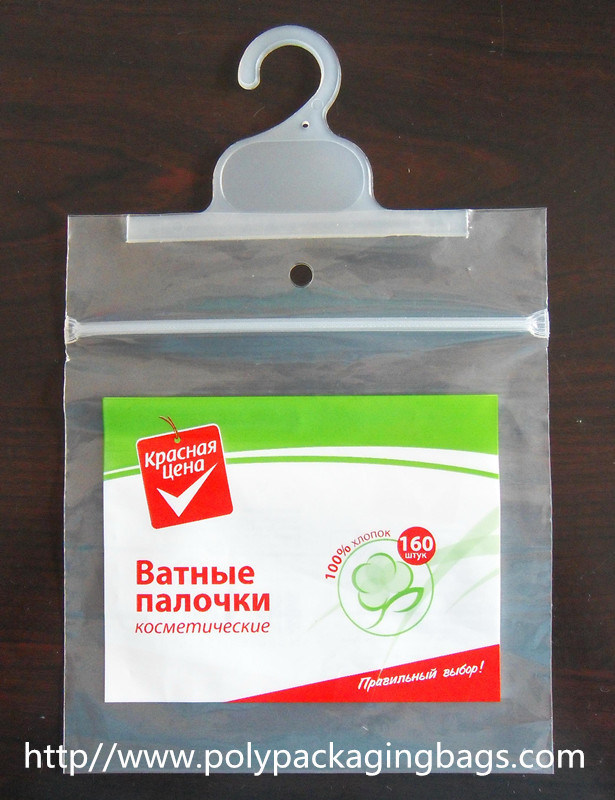 Красная
цена
100% хлопок
160
штук
Ватные
палочки
косметические
Правильный выбор!
http//www.polypackagingbags.com